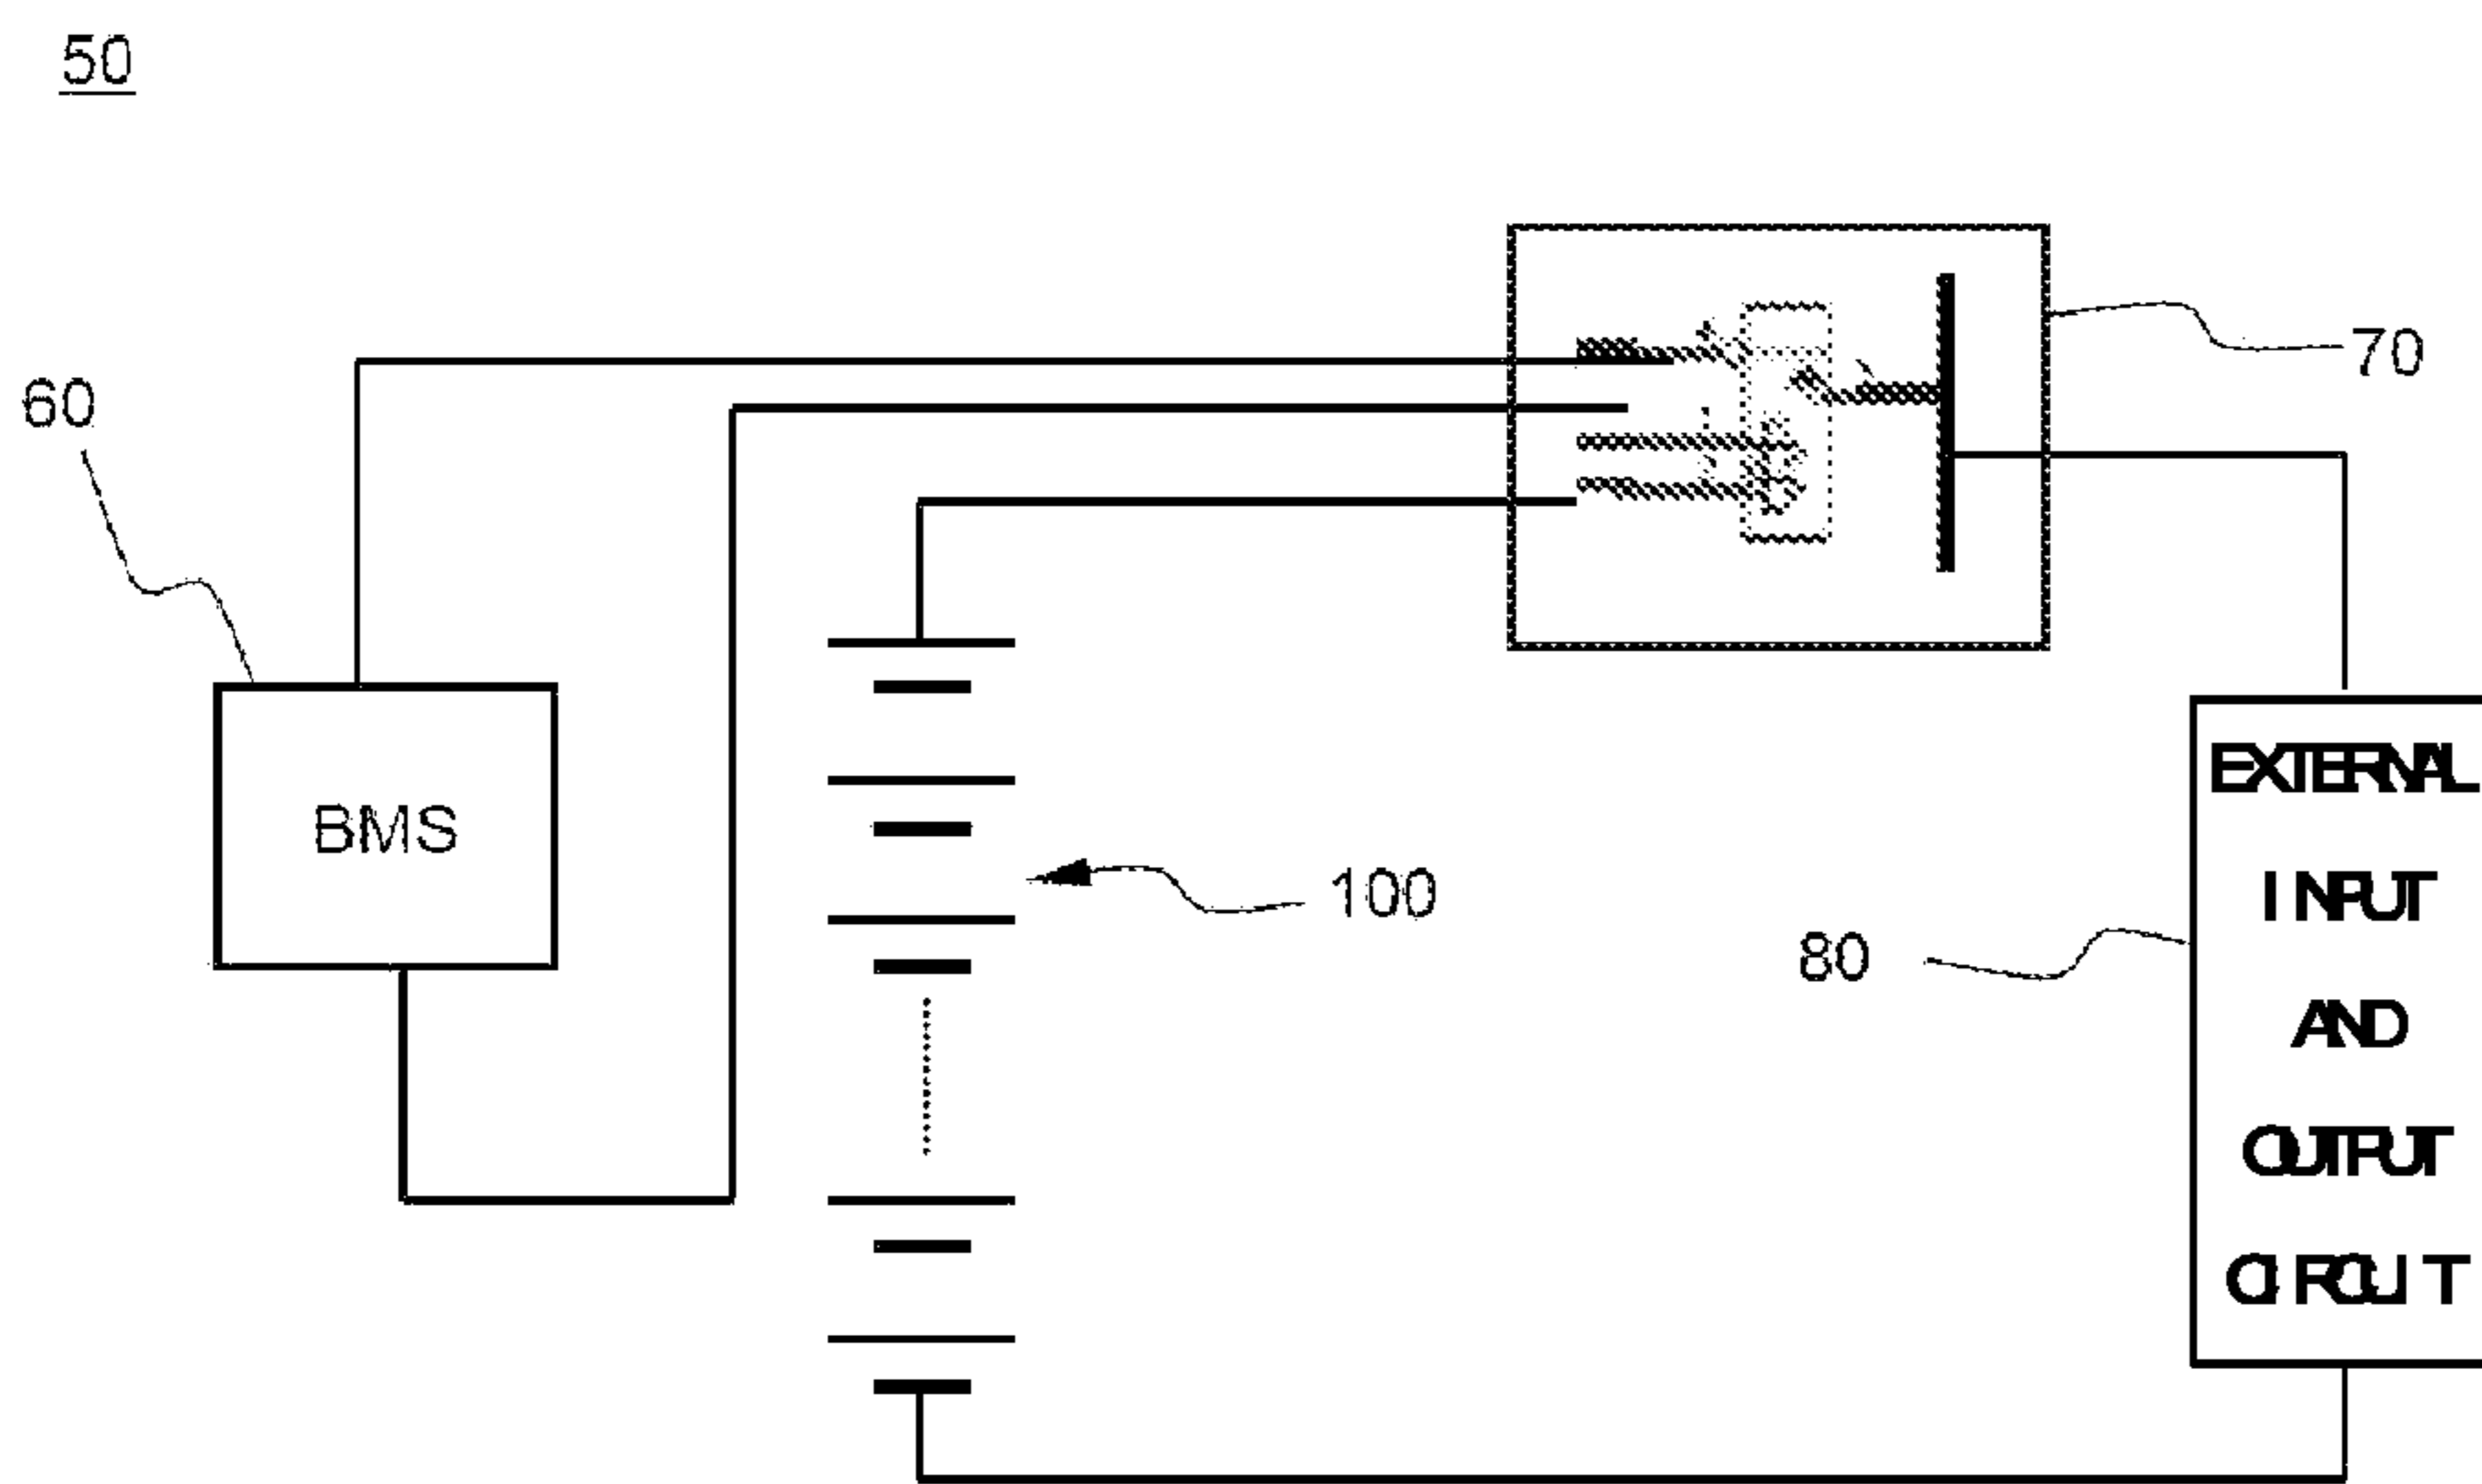 50
60
70
BMS
100
80
EXTERNAL
INPUT
AND
OUTPUT
CIRCUIT